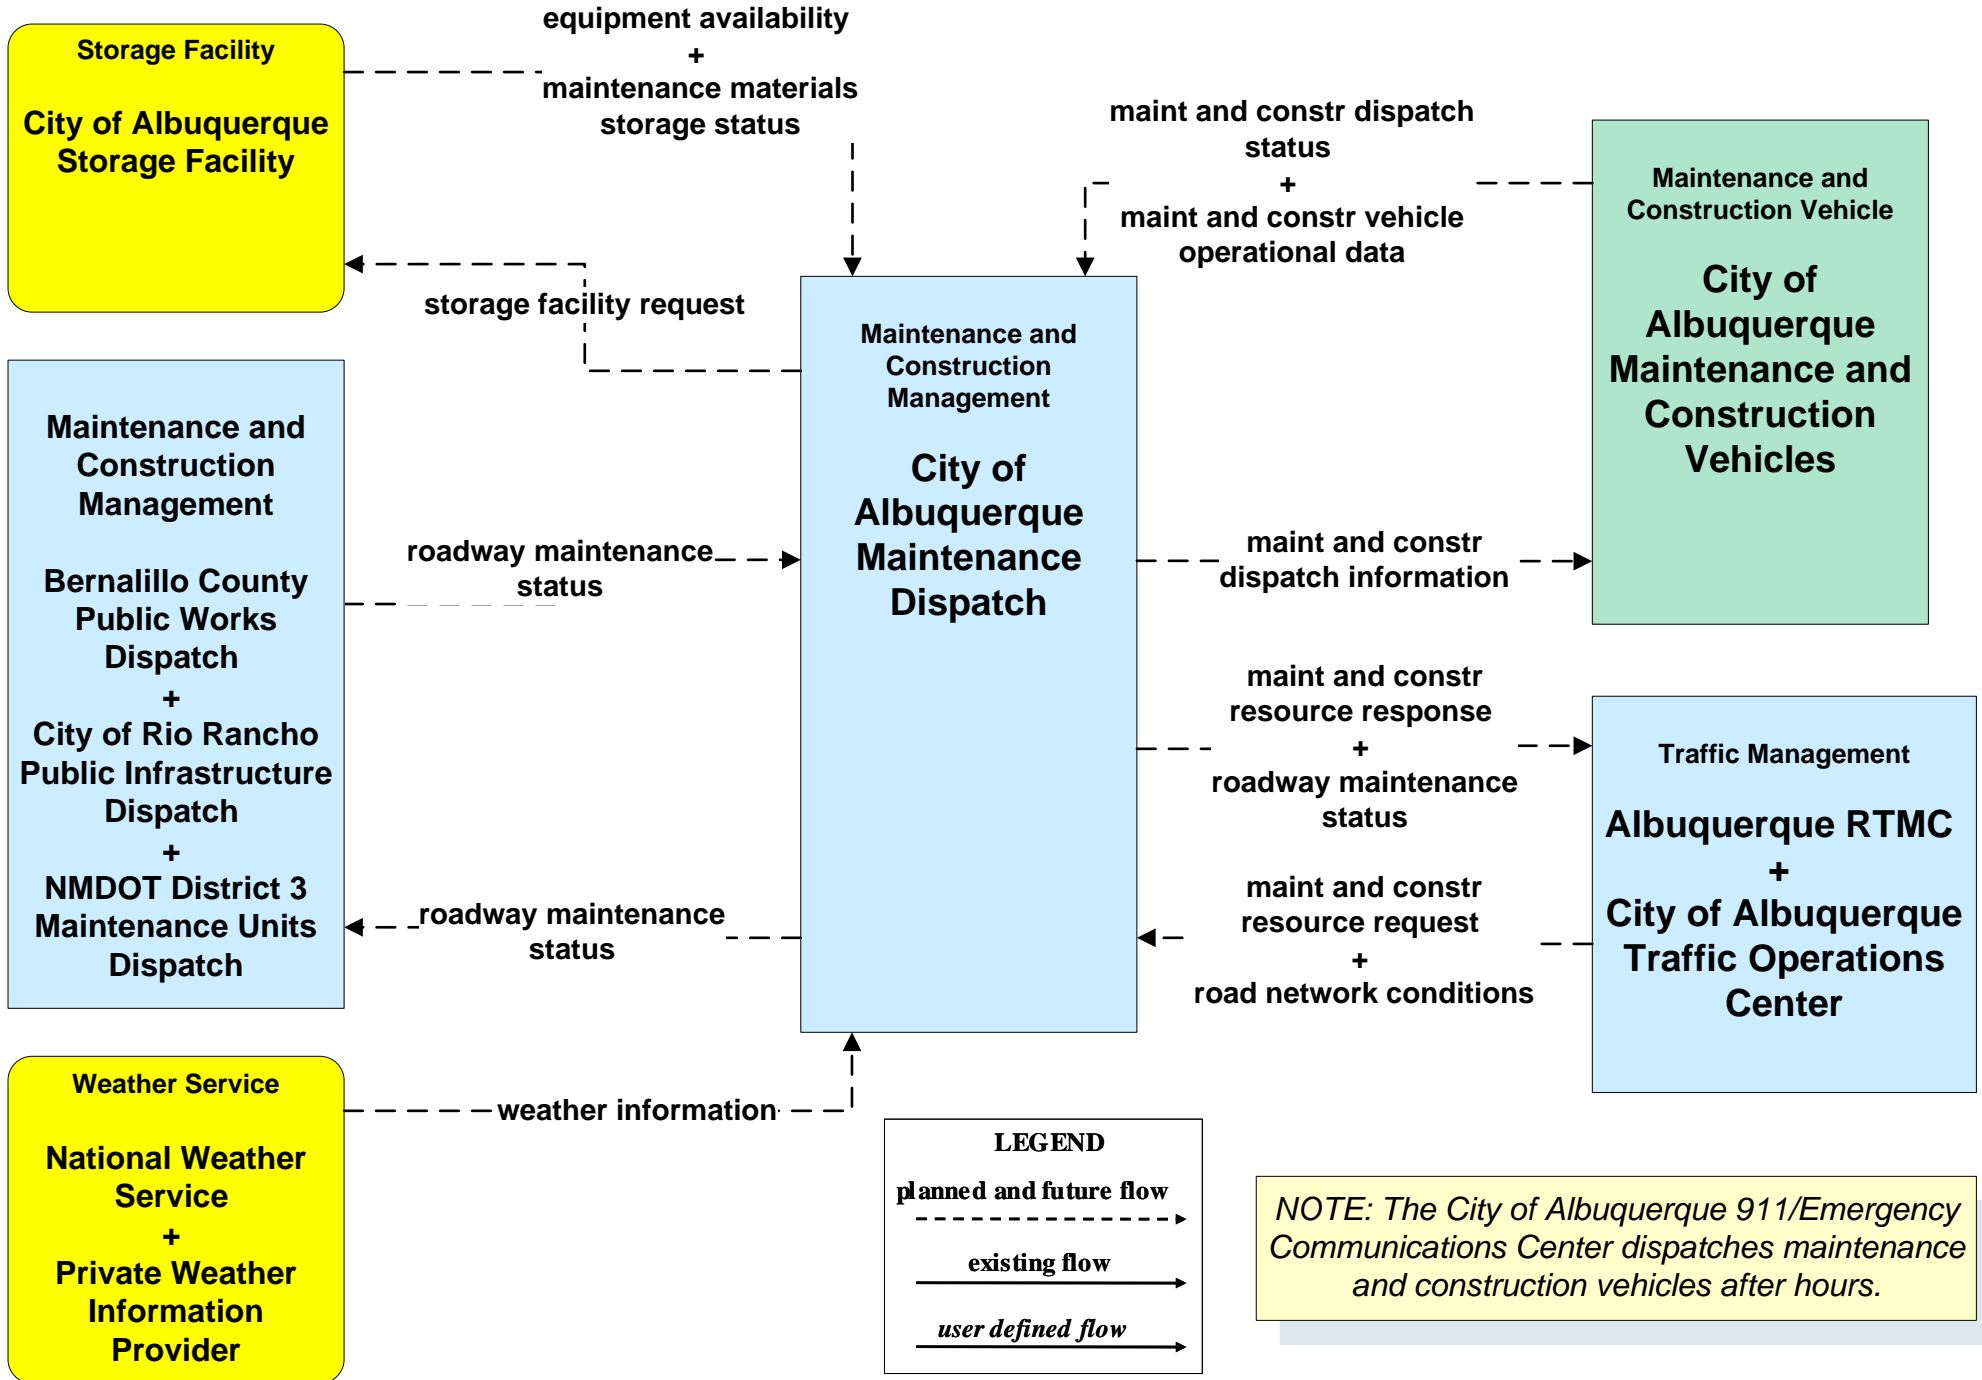 equipment availability
+
maintenance materials
storage status
Storage Facility
City of Albuquerque
Storage Facility
storage facility request
maint and constr dispatch
status
+
maint and constr vehicle
operational data
Maintenance and
Construction Vehicle
City of
Albuquerque
Maintenance and
Construction
Vehicles
Maintenance and
Construction
Management
City of
Albuquerque
Maintenance
Dispatch
Maintenance and
Construction
Management
Bernalillo County
Public Works
Dispatch
+
City of Rio Rancho
Public Infrastructure
Dispatch
+
NMDOT District 3
Maintenance Units
Dispatch
roadway maintenance
status
roadway maintenance
status
maint and constr
dispatch information
maint and constr
resource response
+
roadway maintenance
status
maint and constr
resource request
+
road network conditions
Traffic Management
Albuquerque RTMC
+
City of Albuquerque
Traffic Operations
Center
Weather Service
National Weather
Service
+
Private Weather
Information
Provider
weather information
LEGEND
planned and future flow
existing flow
user defined flow
NOTE: The City of Albuquerque 911/Emergency
Communications Center dispatches maintenance
and construction vehicles after hours.